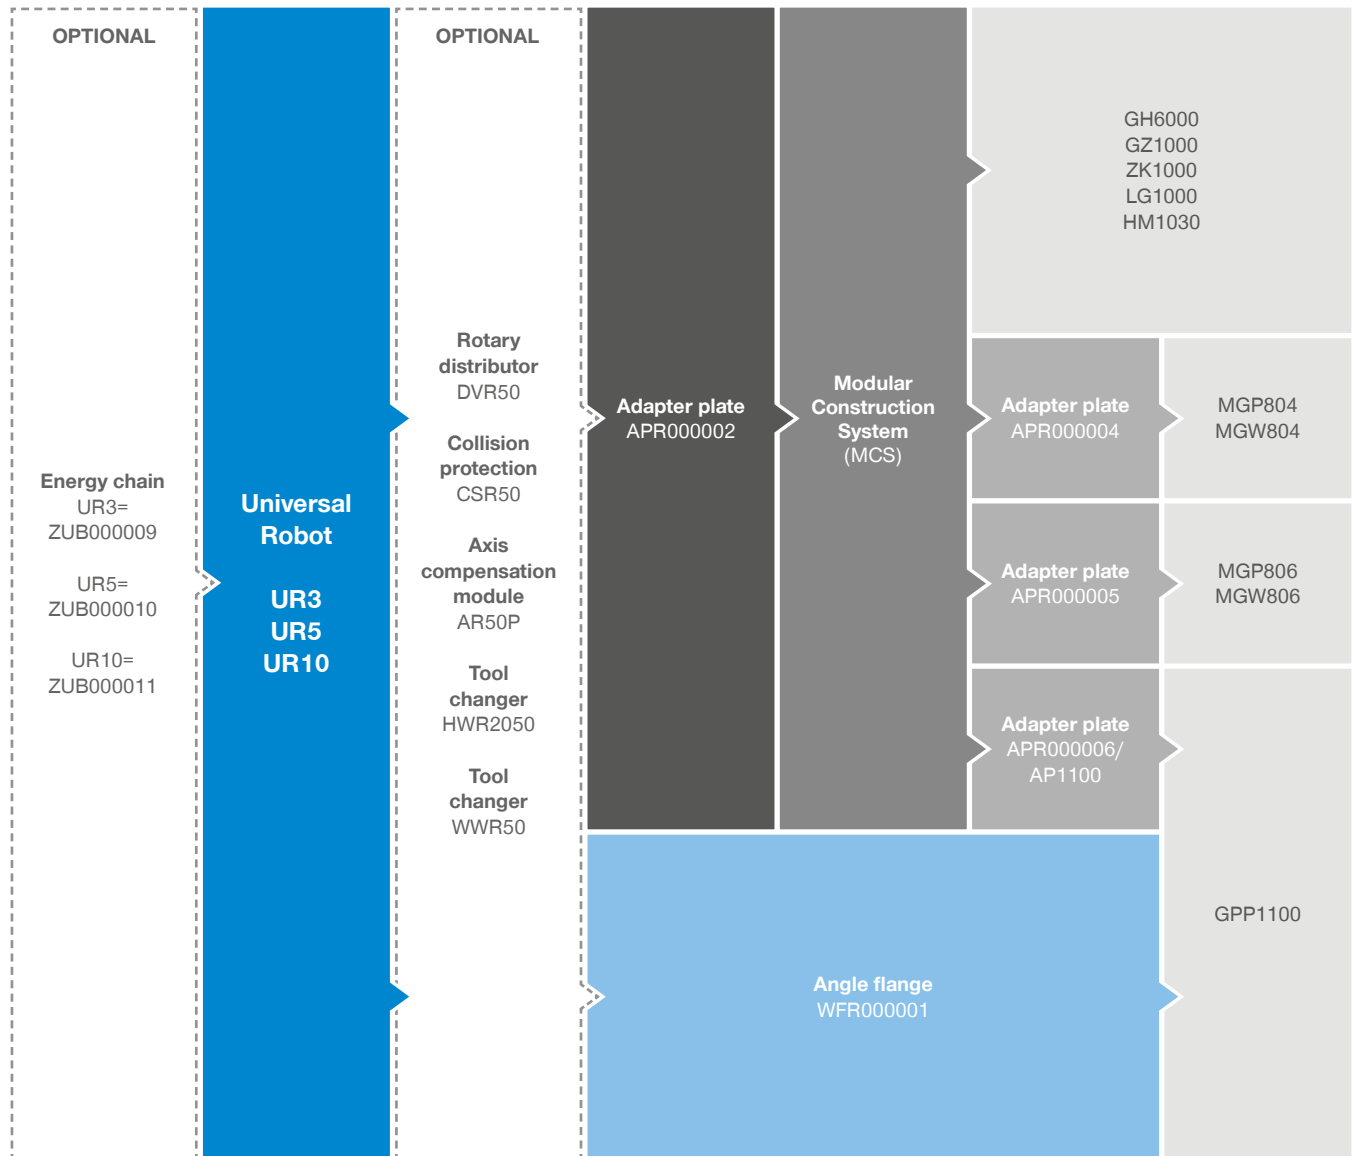 OPTIONAL
Energy chain
UR3=
ZUB000009
UR5=
ZUB000010
UR10=
ZUB000011
Universal
Robot
UR3
UR5
UR10
OPTIONAL
Rotary
distributor
DVR50
Collision
protection
CSR50
Axis
compensation
module
AR50P
Tool
changer
HWR2050
Tool
changer
WWR50
Adapter plate
APR000002
Modular
Construction
System
(MCS)
GH6000
GZ1000
ZK1000
LG1000
HM1030
Adapter plate
APR000004
MGP804
MGW804
Adapter plate
APR000005
MGP806
MGW806
Adapter plate
APR000006/
AP1100
Angle flange
WFR000001
GPP1100